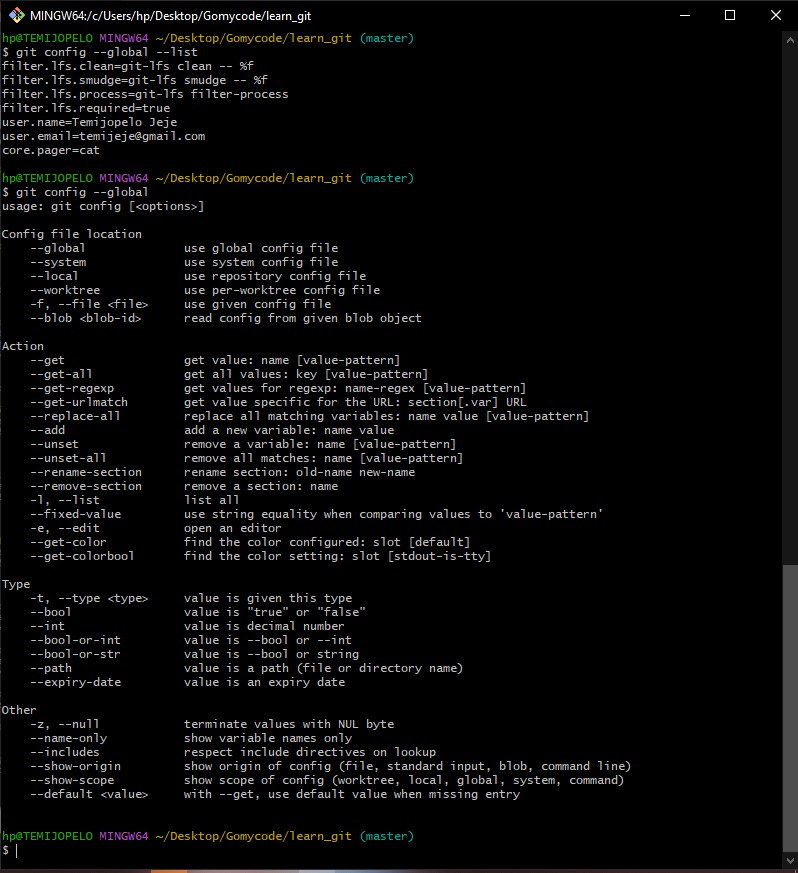 MINGW64:/c/Users/hp/Desktop/Gomycode/learn_git
hp@TEMIJOPELO MINGW64 ~/Desktop/Gomycode/learn_git (master)
$ git config --global --list
filter.lfs.clean=git-lfs clean -- %f
filter.lfs.smudge=git-lfs smudge -- %f
filter.lfs.process=git-lfs filter-process
filter.lfs.required=true
user.name=Temijopelo Jeje
user.email=temijeje@gmail.com
core.pager=cat
hp@TEMIJOPELO MINGW64 ~/Desktop/Gomycode/learn_git (master)
$ git config --global
usage: git config [<options>]
Config file location
--global use global config file
--system use system config file
--local use repository config file
--worktree use per-worktree config file
-f, --file <file> use given config file
--blob <blob-id> read config from given blob object
Action
--get get value: name [value-pattern]
--get-all get all values: key [value-pattern]
--get-regexp get values for regexp: name-regex [value-pattern]
--get-urlmatch get value specific for the URL: section[.var] URL
--replace-all replace all matching variables: name value [value-pattern]
--add add a new variable: name value
--unset remove a variable: name [value-pattern]
--unset-all remove all matches: name [value-pattern]
--rename-section rename section: old-name new-name
--remove-section remove a section: name
-l, --list list all
--fixed-value use string equality when comparing values to 'value-pattern'
-e, --edit open an editor
--get-color find the color configured: slot [default]
--get-colorbool find the color setting: slot [stdout-is-tty]
Type
-t, --type <type> value is given this type
--bool value is "true" or "false"
--int value is decimal number
--bool-or-int value is --bool or --int
--bool-or-str value is --bool or string
--path value is a path (file or directory name)
--expiry-date value is an expiry date
Other
-z, --null terminate values with NUL byte
--name-only show variable names only
--includes respect include directives on lookup
--show-origin show origin of config (file, standard input, blob, command line)
--show-scope show scope of config (worktree, local, global, system, command)
--default <value> with --get, use default value when missing entry
hp@TEMIJOPELO MINGW64 ~/Desktop/Gomycode/learn_git (master)
$